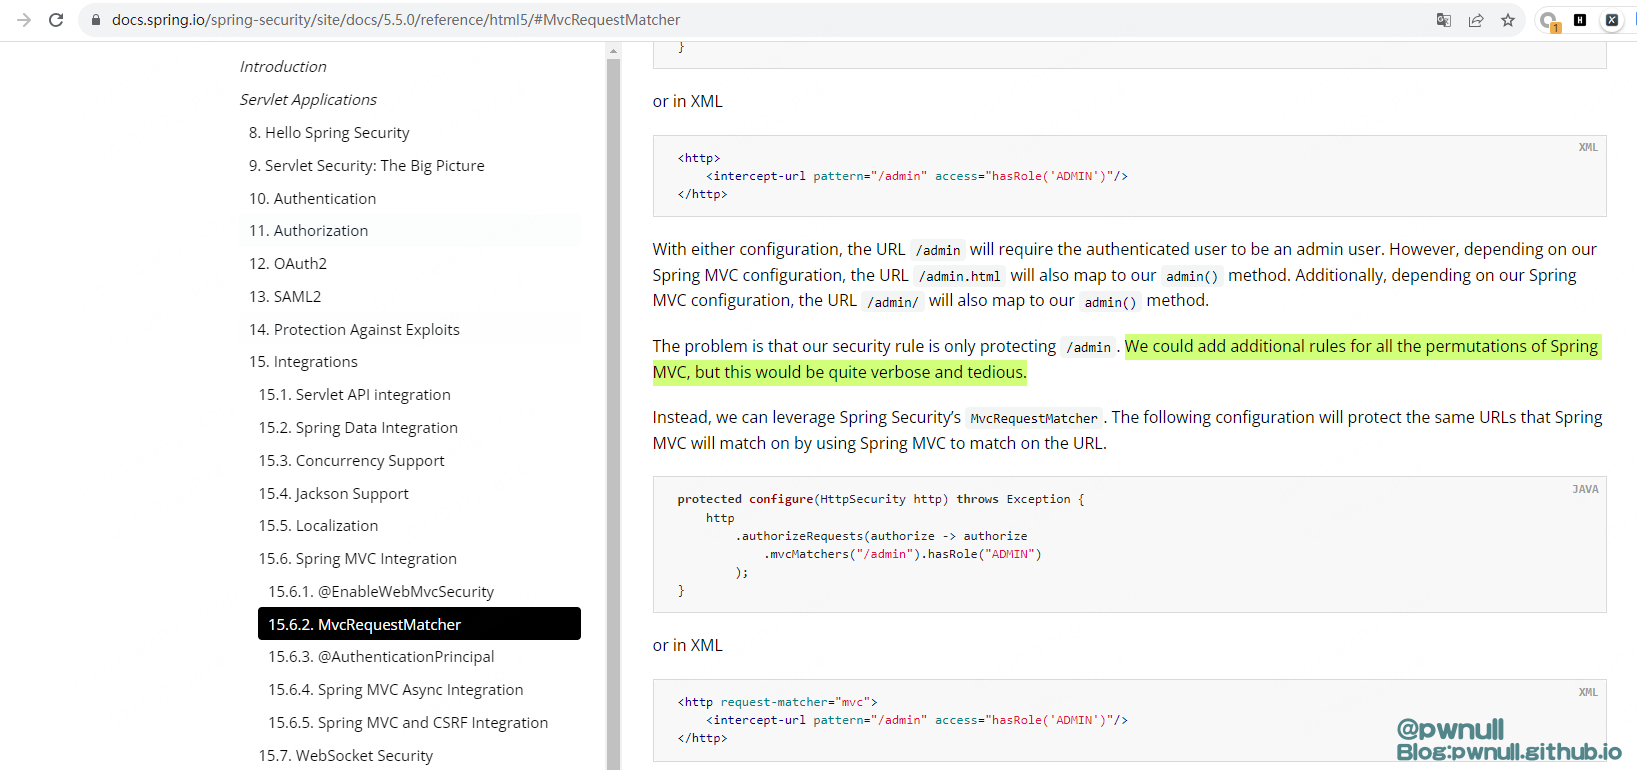 docs.spring.io/spring-security/site/docs/5.5.0/reference/html5/#MvcRequestMatcher
1
Introduction
Servlet Applications
8. Hello Spring Security
9. Servlet Security: The Big Picture
10. Authentication
11. Authorization
12. OAuth2
13. SAML2
14. Protection Against Exploits
15. Integrations
15.1. Servlet API integration
15.2. Spring Data Integration
15.3. Concurrency Support
15.4. Jackson Support
15.5. Localization
15.6. Spring MVC Integration
15.6.1. @EnableWebMvcSecurity
15.6.2. MvcRequestMatcher
15.6.3. @AuthenticationPrincipal
15.6.4. Spring MVC Async Integration
15.6.5. Spring MVC and CSRF Integration
15.7. WebSocket Security
}
or in XML
XML
<http>
    <intercept-url pattern="/admin" access="hasRole('ADMIN')"/>
</http>
With either configuration, the URL /admin will require the authenticated user to be an admin user. However, depending on our
Spring MVC configuration, the URL /admin.html will also map to our admin() method. Additionally, depending on our Spring
MVC configuration, the URL /admin/ will also map to our admin() method.
The problem is that our security rule is only protecting /admin. We could add additional rules for all the permutations of Spring
MVC, but this would be quite verbose and tedious.
Instead, we can leverage Spring Security’s MvcRequestMatcher. The following configuration will protect the same URLs that Spring
MVC will match on by using Spring MVC to match on the URL.
JAVA
protected configure(HttpSecurity http) throws Exception {
    http
        .authorizeRequests(authorize -> authorize
            .mvcMatchers("/admin").hasRole("ADMIN")
        );
}
or in XML
XML
<http request-matcher="mvc">
    <intercept-url pattern="/admin" access="hasRole('ADMIN')"/>
</http>
@pwnull
Blog:pwnull.github.io